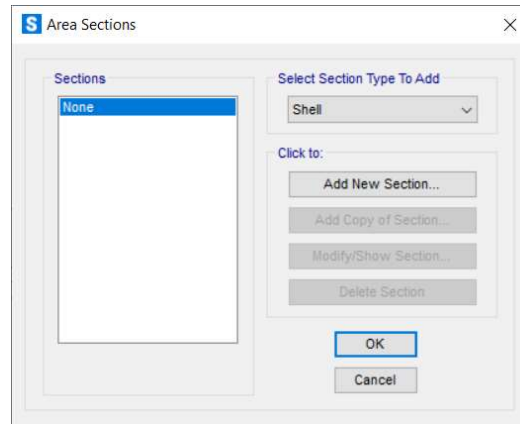 S Area Sections
Sections
None
Select Section Type To Add
Shell
Click to:
Add New Section...
Add Copy of Section...
Modify/Show Section...
Delete Section
OK
Cancel